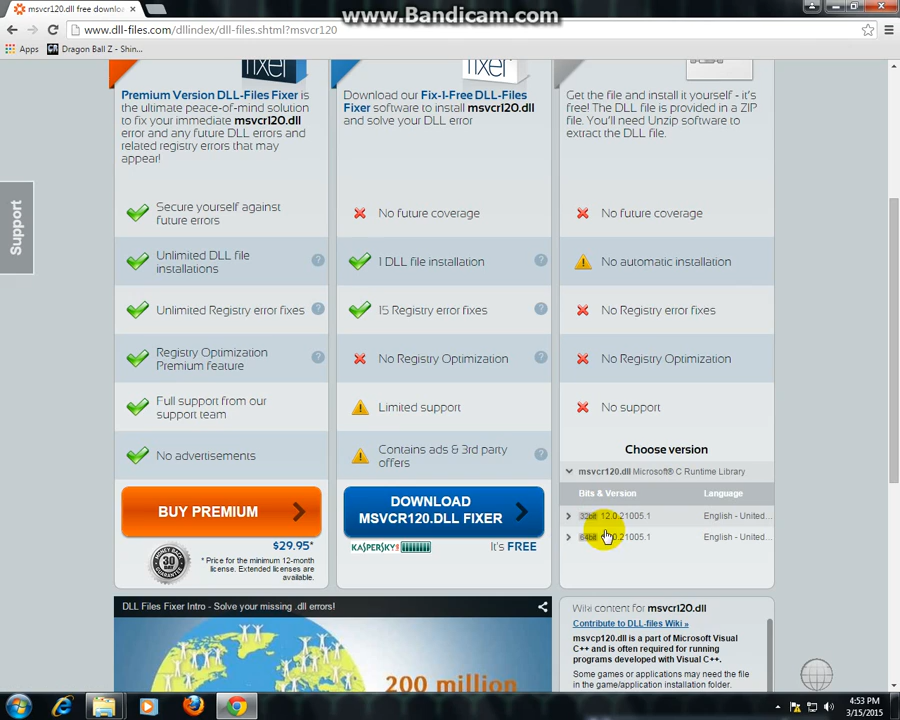 www.Bandicam.com
msvcr120.dll free downloa
www.dll-files.com/dllindex/dll-files.shtml?msvcr120
Apps
Dragon Ball Z - Shin...
Support
fixer
fixer
Premium Version DLL-Files Fixer is
the ultimate peace-of-mind solution
to fix your immediate msvcr120.dll
error and any future DLL errors and
related registry errors that may
appear!
Download our Fix-1-Free DLL-Files
Fixer software to install msvcr120.dll
and solve your DLL error
Get the file and install it yourself - it's
free! The DLL file is provided in a ZIP
file. You'll need Unzip software to
extract the DLL file.
Secure yourself against
future errors
No future coverage
No future coverage
Unlimited DLL file
installations
?
1 DLL file installation
?
No automatic installation
Unlimited Registry error fixes
?
15 Registry error fixes
?
No Registry error fixes
Registry Optimization
Premium feature
?
No Registry Optimization
?
No Registry Optimization
Full support from our
support team
Limited support
No support
No advertisements
Contains ads & 3rd party
offers
?
Choose version
msvcr120.dll Microsoft® C Runtime Library
Bits & Version
Language
32bit 12.0.21005.1
English - United...
64bit
.21005.1
English - United...
BUY PREMIUM
DOWNLOAD
MSVCR120.DLL FIXER
30
DAY
$29.95*
* Price for the minimum 12-month
license. Extended licenses are
available.
KASPERSKY
It's FREE
DLL Files Fixer Intro - Solve your missing .dll errors!
200 million
Wiki content for msvcr120.dll
Contribute to DLL-files Wiki »
msvcp120.dll is a part of Microsoft Visual
C++ and is often required for running
programs developed with Visual C++.
Some games or applications may need the
file in the game/application installation folder.
4:53 PM
3/15/2015